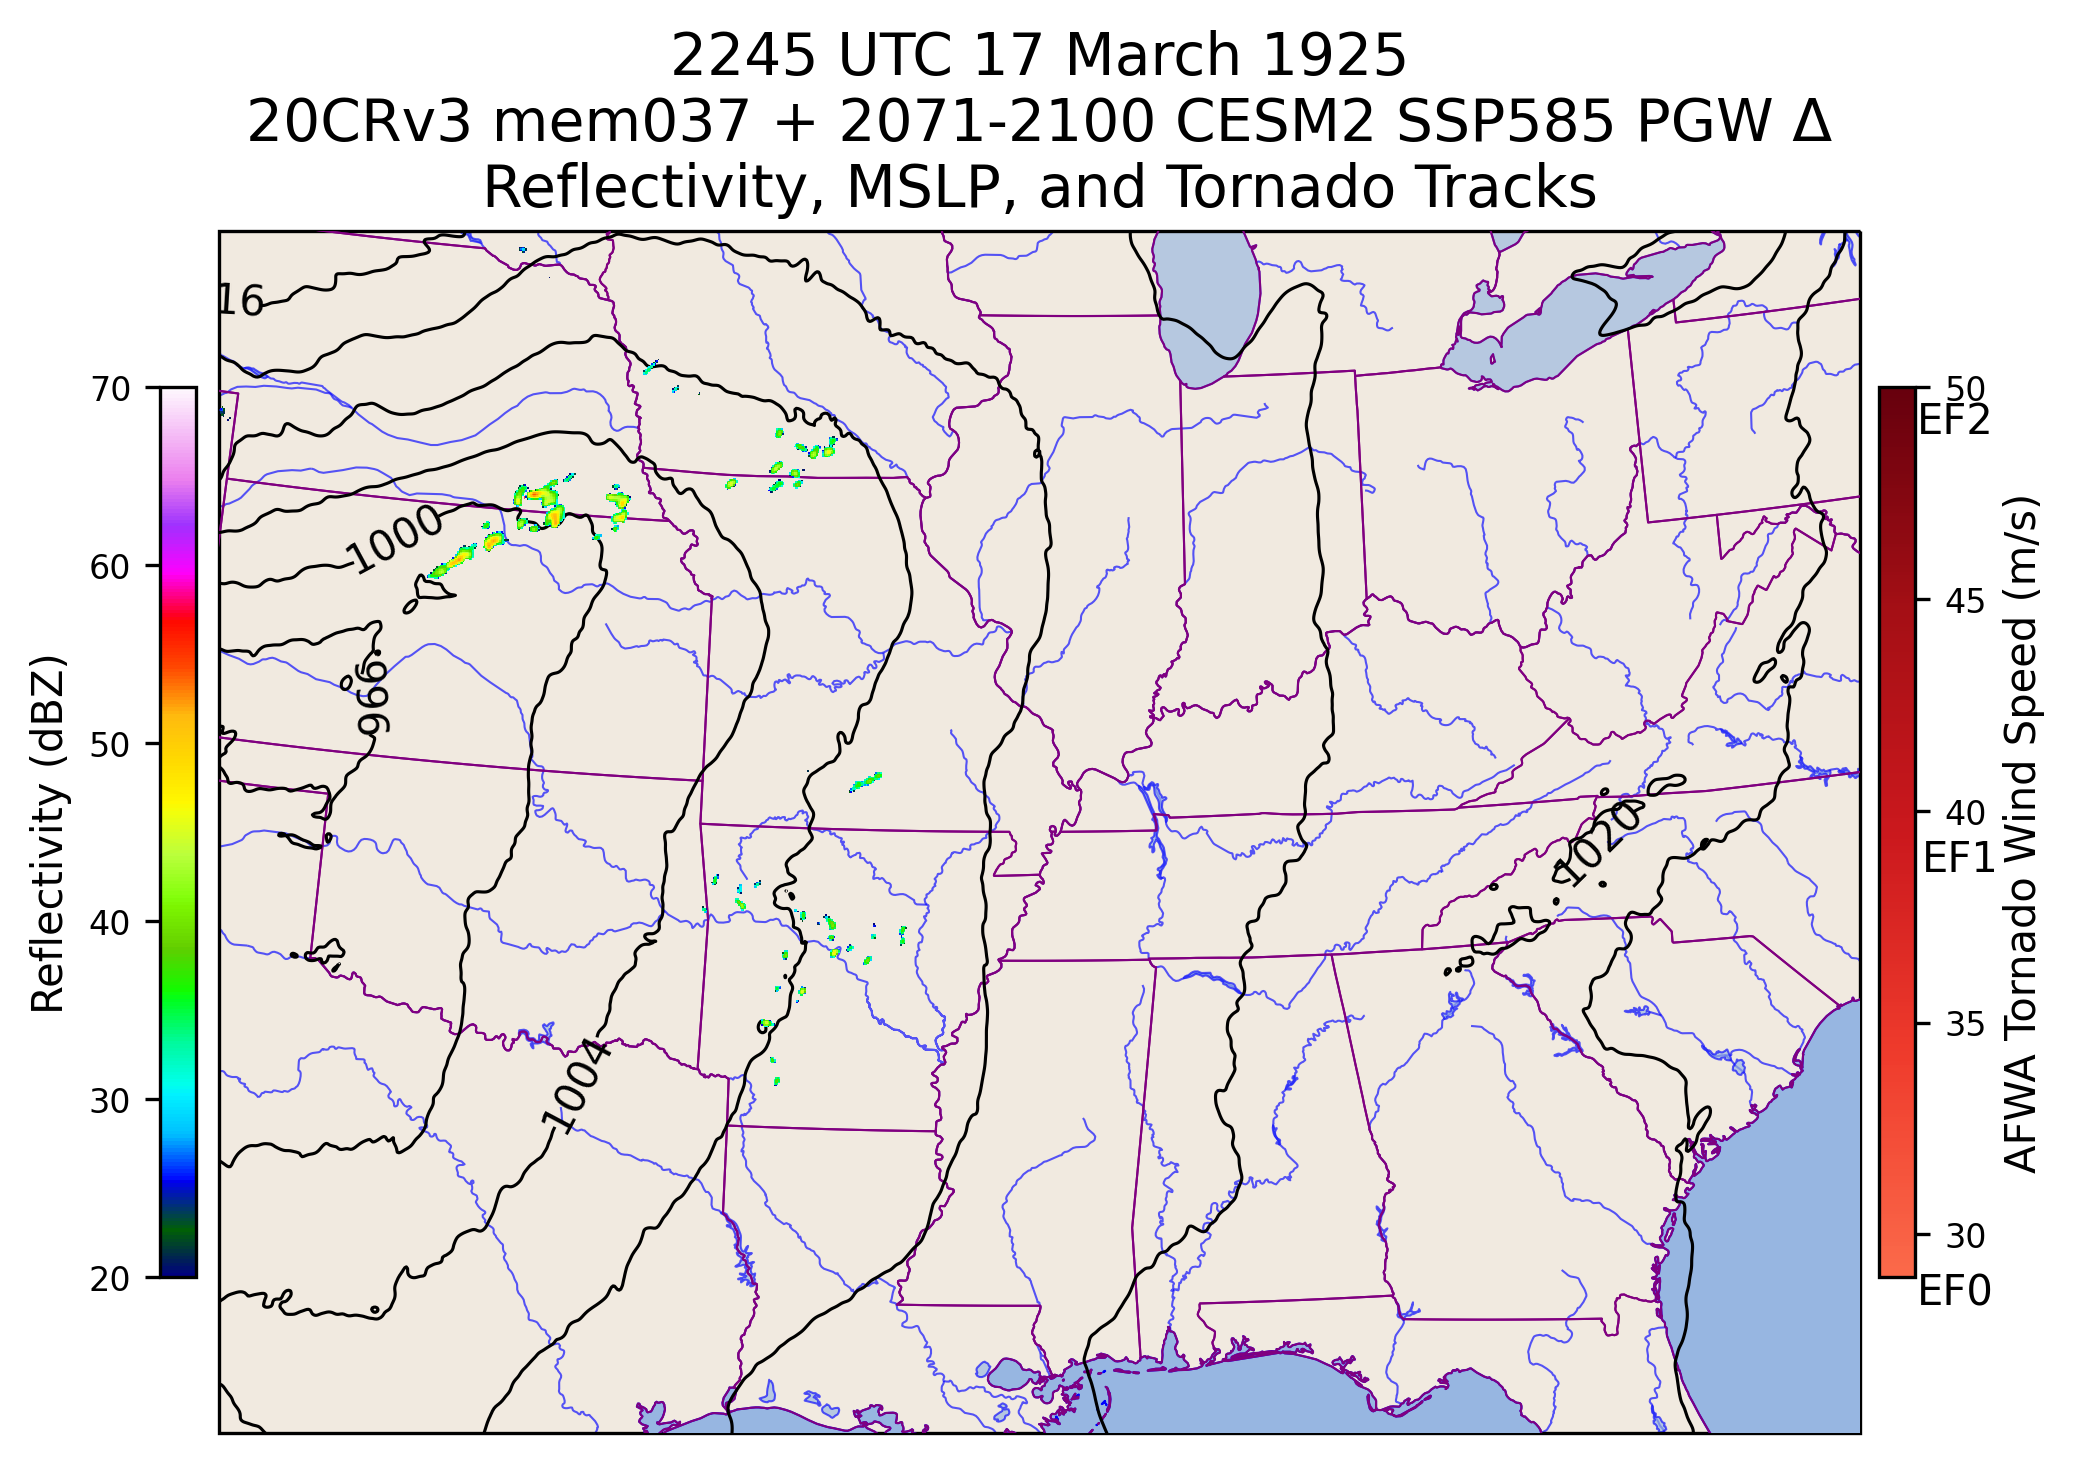 2245 UTC 17 March 1925
20CRv3 mem037 + 2071-2100 CESM2 SSP585 PGW Δ
Reflectivity, MSLP, and Tornado Tracks
16
1000
996
1004
1020
70
60
50
40
30
20
Reflectivity (dBZ)
50
EF2
45
40
EF1
35
30
EF0
AFWA Tornado Wind Speed (m/s)